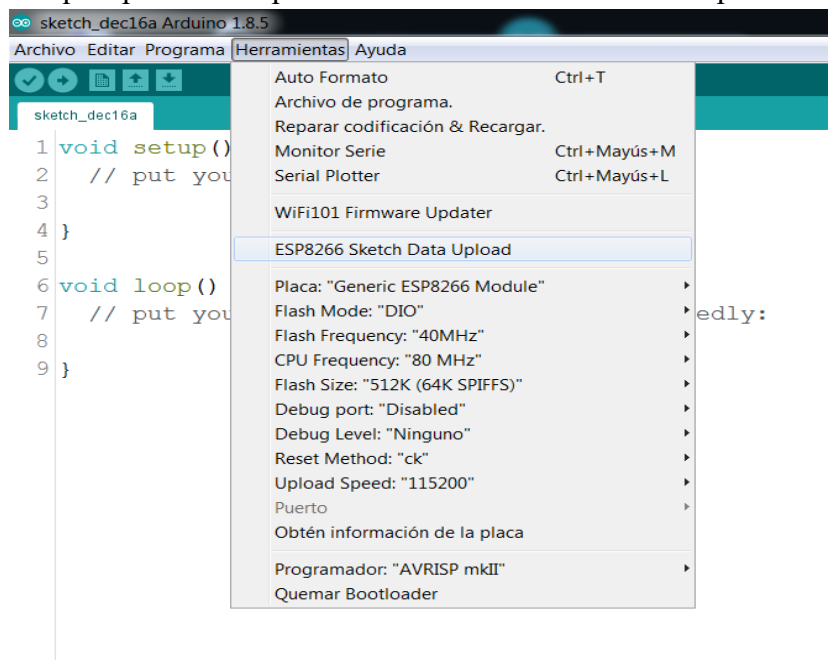 sketch_dec16a Arduino 1.8.5
Archivo Editar Programa Herramientas Ayuda
sketch_dec16a
Auto Formato Ctrl+T
Archivo de programa.
Reparar codificación & Recargar.
Monitor Serie Ctrl+Mayús+M
Serial Plotter Ctrl+Mayús+L
WiFi101 Firmware Updater
ESP8266 Sketch Data Upload
Placa: "Generic ESP8266 Module"
Flash Mode: "DIO"
Flash Frequency: "40MHz"
CPU Frequency: "80 MHz"
Flash Size: "512K (64K SPIFFS)"
Debug port: "Disabled"
Debug Level: "Ninguno"
Reset Method: "ck"
Upload Speed: "115200"
Puerto
Obtén información de la placa
Programador: "AVRISP mkII"
Quemar Bootloader
1 void setup()
2 // put you
3
4 }
5
6 void loop()
7 // put you edly:
8
9 }